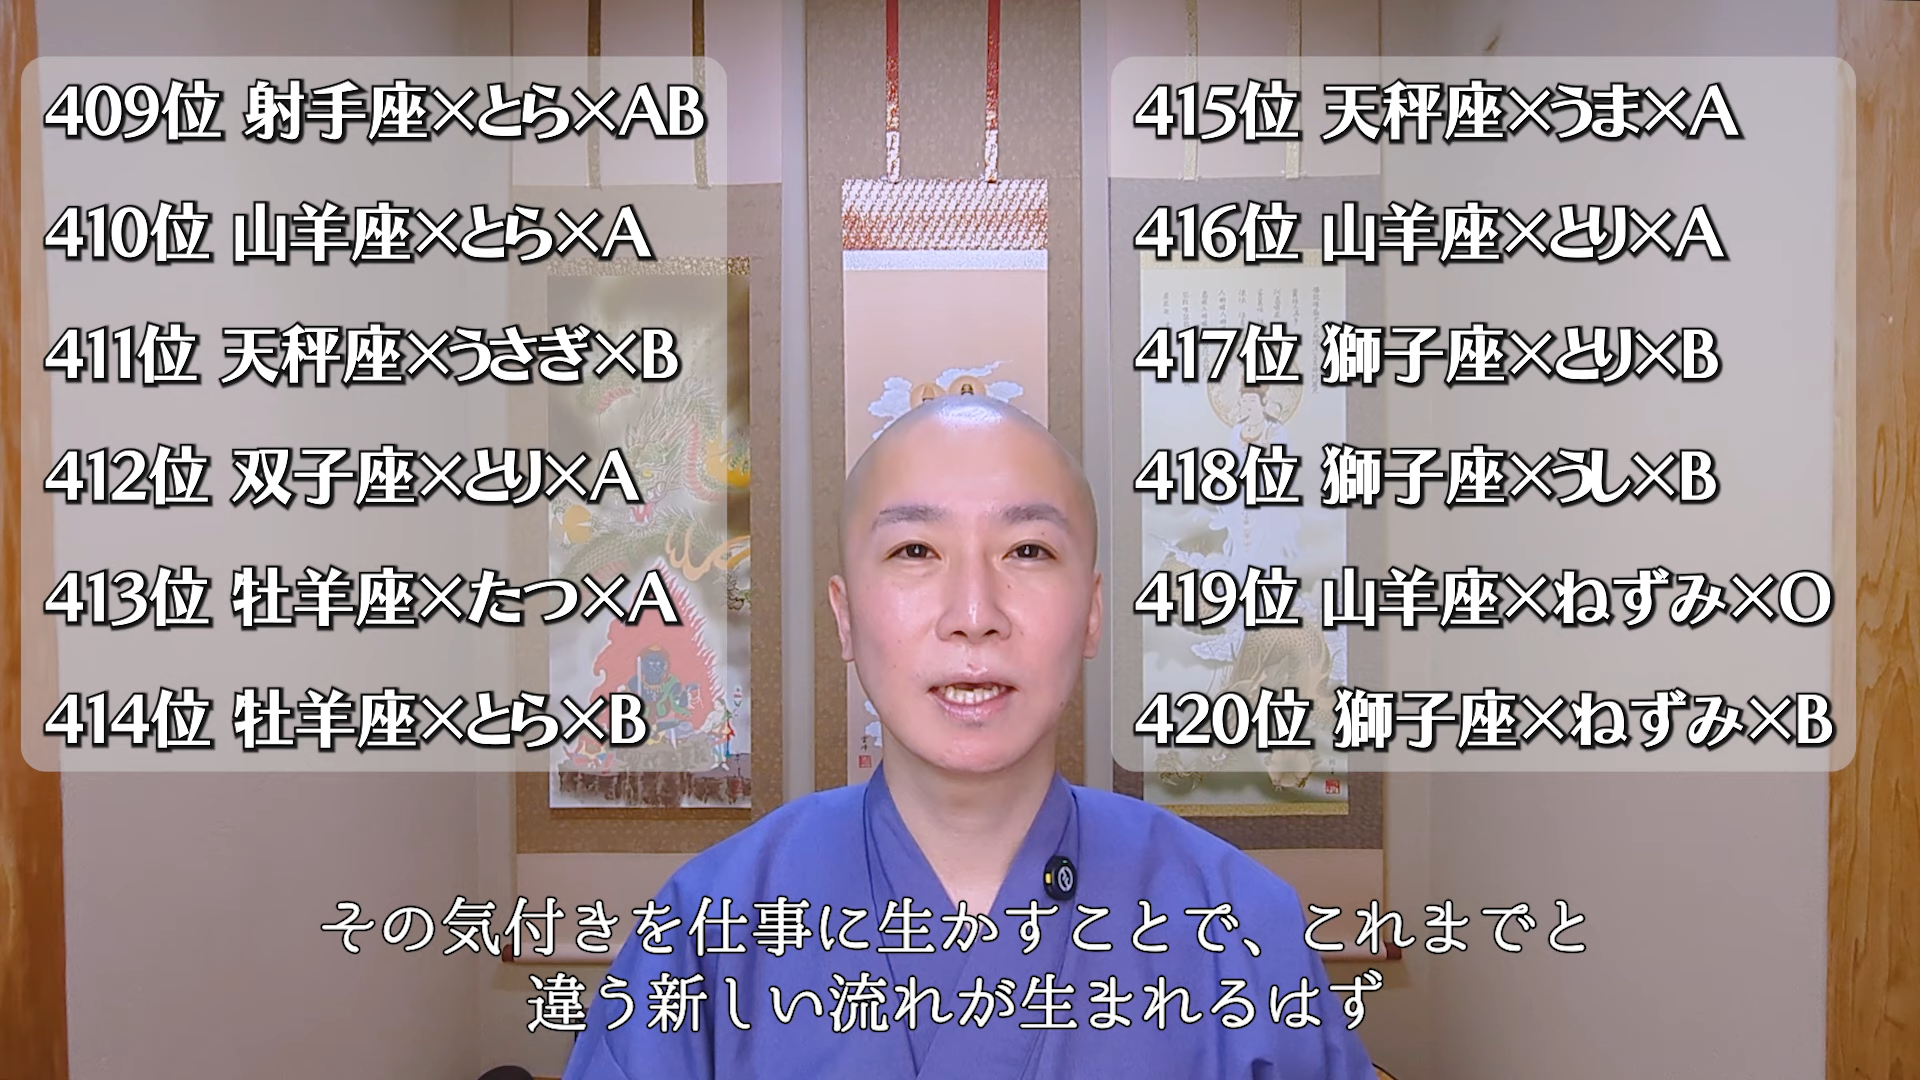 409位 射手座×とら×AB
410位 山羊座×とら×A
411位 天秤座×うさぎ×B
412位 双子座×とり×A
413位 牡羊座×たつ×A
414位 牡羊座×とら×B
415位 天秤座×うま×A
416位 山羊座×とり×A
417位 獅子座×とり×B
418位 獅子座×うし×B
419位 山羊座×ねずみ×O
420位 獅子座×ねずみ×B
その気付きを仕事に生かすことで、これまでと
違う新しい流れが生まれるはず